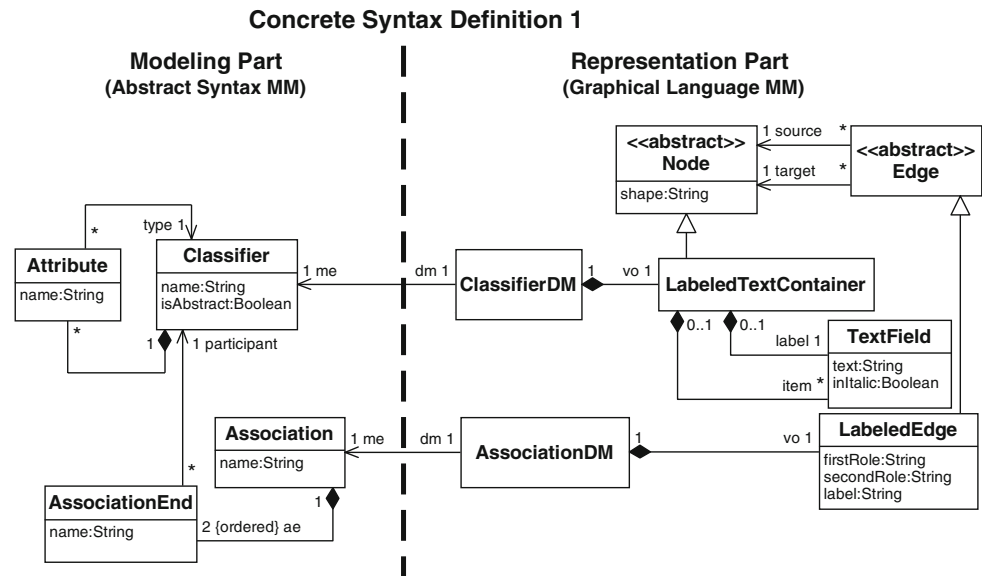 Concrete Syntax Definition 1
Modeling Part
(Abstract Syntax MM)
Representation Part
(Graphical Language MM)
<<abstract>>
Node
shape:String
1 source
*
1 target
*
<<abstract>>
Edge
type 1
*
Attribute
name:String
*
Classifier
name:String
isAbstract:Boolean
1
1 participant
1 me
dm 1
ClassifierDM
1
vo 1
LabeledTextContainer
0..1
0..1
label 1
item *
TextField
text:String
inItalic:Boolean
Association
name:String
1 me
dm 1
AssociationDM
1
vo 1
LabeledEdge
firstRole:String
secondRole:String
label:String
*
1
AssociationEnd
name:String
2 {ordered} ae